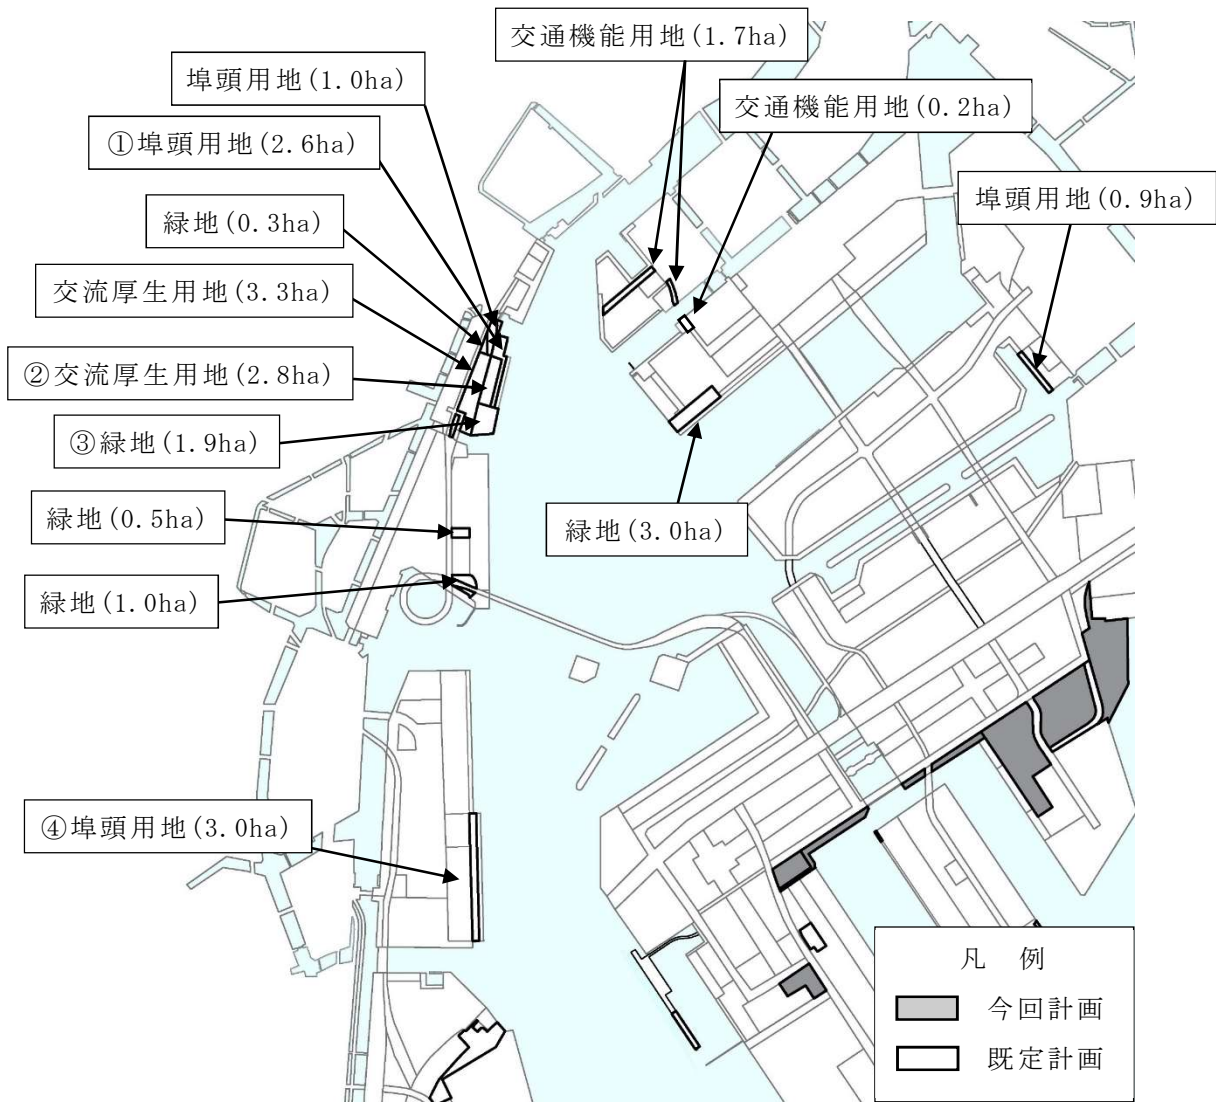 交通機能用地(1.7ha)
埠頭用地(1.0ha)
交通機能用地(0.2ha)
①埠頭用地(2.6ha)
埠頭用地(0.9ha)
緑地(0.3ha)
交流厚生用地(3.3ha)
②交流厚生用地(2.8ha)
③緑地(1.9ha)
緑地(0.5ha)
緑地(3.0ha)
緑地(1.0ha)
④埠頭用地(3.0ha)
凡 例
今回計画
既定計画